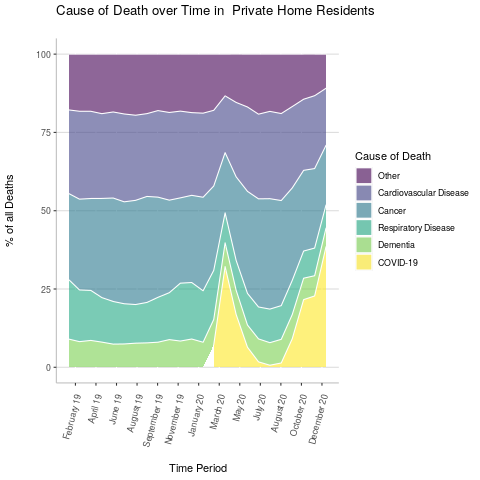 Cause of Death over Time in  Private Home Residents
100
75
50
25
0
% of all Deaths
February 19
April 19
June 19
August 19
September 19
November 19
January 20
March 20
May 20
July 20
August 20
October 20
December 20
Time Period
Cause of Death
Other
Cardiovascular Disease
Cancer
Respiratory Disease
Dementia
COVID-19